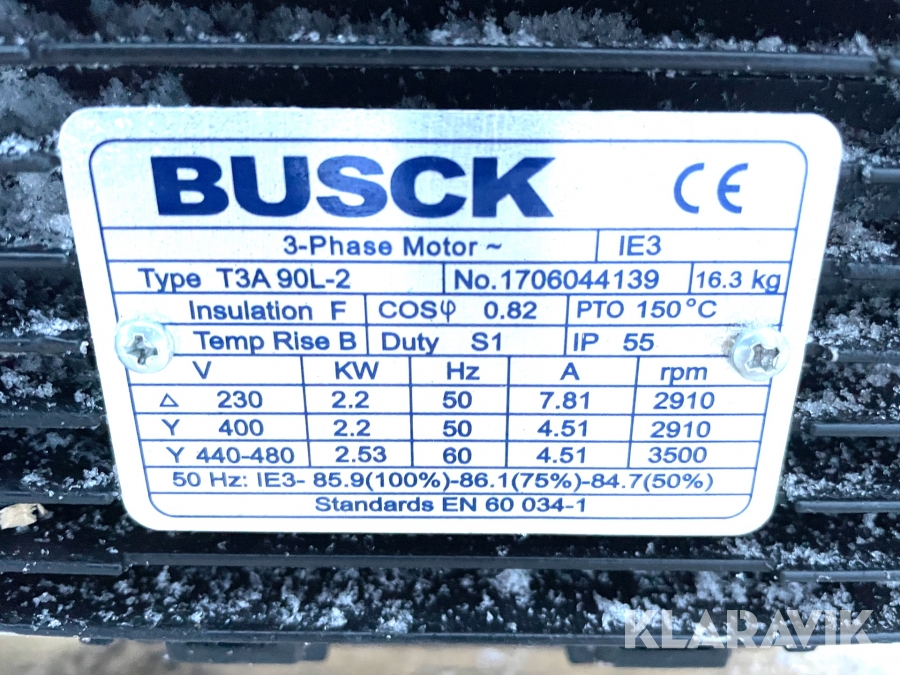 KLARAVIK
BUSCK CE
3-Phase Motor ~ IE3
Type T3A 90L-2 No.1706044139 16.3 kg
Insulation F COSφ 0.82 PTO 150°C
Temp Rise B Duty S1 IP 55
V KW Hz A rpm
△ 230 2.2 50 7.81 2910
Y 400 2.2 50 4.51 2910
Y 440-480 2.53 60 4.51 3500
50 Hz: IE3- 85.9(100%)-86.1(75%)-84.7(50%)
Standards EN 60 034-1
KLARAVIK